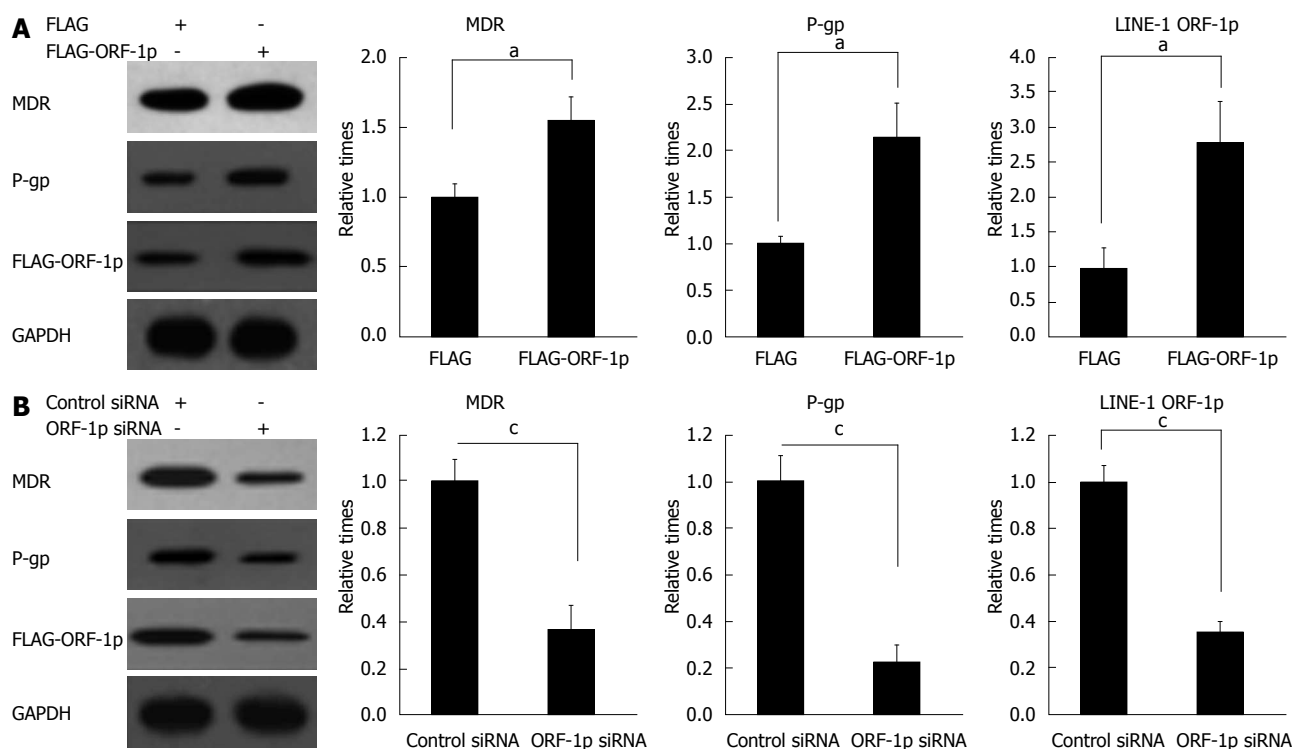 A
FLAG + -
FLAG-ORF-1p - +
MDR
P-gp
FLAG-ORF-1p
GAPDH
MDR
a
Relative times
2.0
1.5
1.0
0.5
0.0
FLAG FLAG-ORF-1p
P-gp
a
Relative times
3.0
2.5
2.0
1.5
1.0
0.5
0.0
FLAG FLAG-ORF-1p
LINE-1 ORF-1p
a
Relative times
4.0
3.5
3.0
2.5
2.0
1.5
1.0
0.5
0.0
FLAG FLAG-ORF-1p
B
Control siRNA + -
ORF-1p siRNA - +
MDR
P-gp
FLAG-ORF-1p
GAPDH
MDR
c
Relative times
1.2
1.0
0.8
0.6
0.4
0.2
0.0
Control siRNA ORF-1p siRNA
P-gp
c
Relative times
1.2
1.0
0.8
0.6
0.4
0.2
0.0
Control siRNA ORF-1p siRNA
LINE-1 ORF-1p
c
Relative times
1.2
1.0
0.8
0.6
0.4
0.2
0.0
Control siRNA ORF-1p siRNA